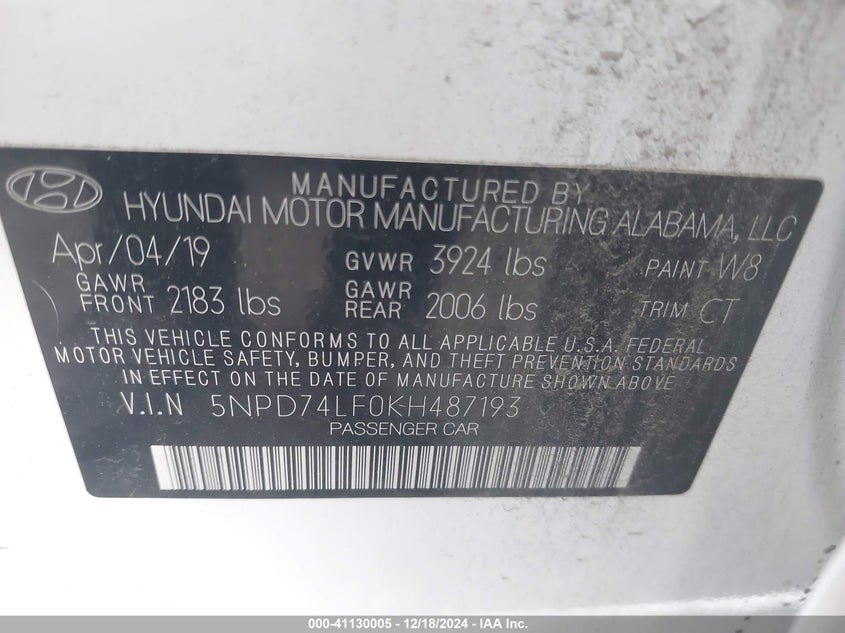 MANUFACTURED BY
HYUNDAI MOTOR MANUFACTURING ALABAMA, LLC
Apr/04/19 GVWR 3924 lbs PAINT W8
GAWR FRONT 2183 lbs GAWR REAR 2006 lbs TRIM CT
THIS VEHICLE CONFORMS TO ALL APPLICABLE U.S.A. FEDERAL
MOTOR VEHICLE SAFETY, BUMPER, AND THEFT PREVENTION STANDARDS
IN EFFECT ON THE DATE OF MANUFACTURE SHOWN ABOVE.
V.I.N 5NPD74LF0KH487193
PASSENGER CAR
000-41130005 - 12/18/2024 - IAA Inc.